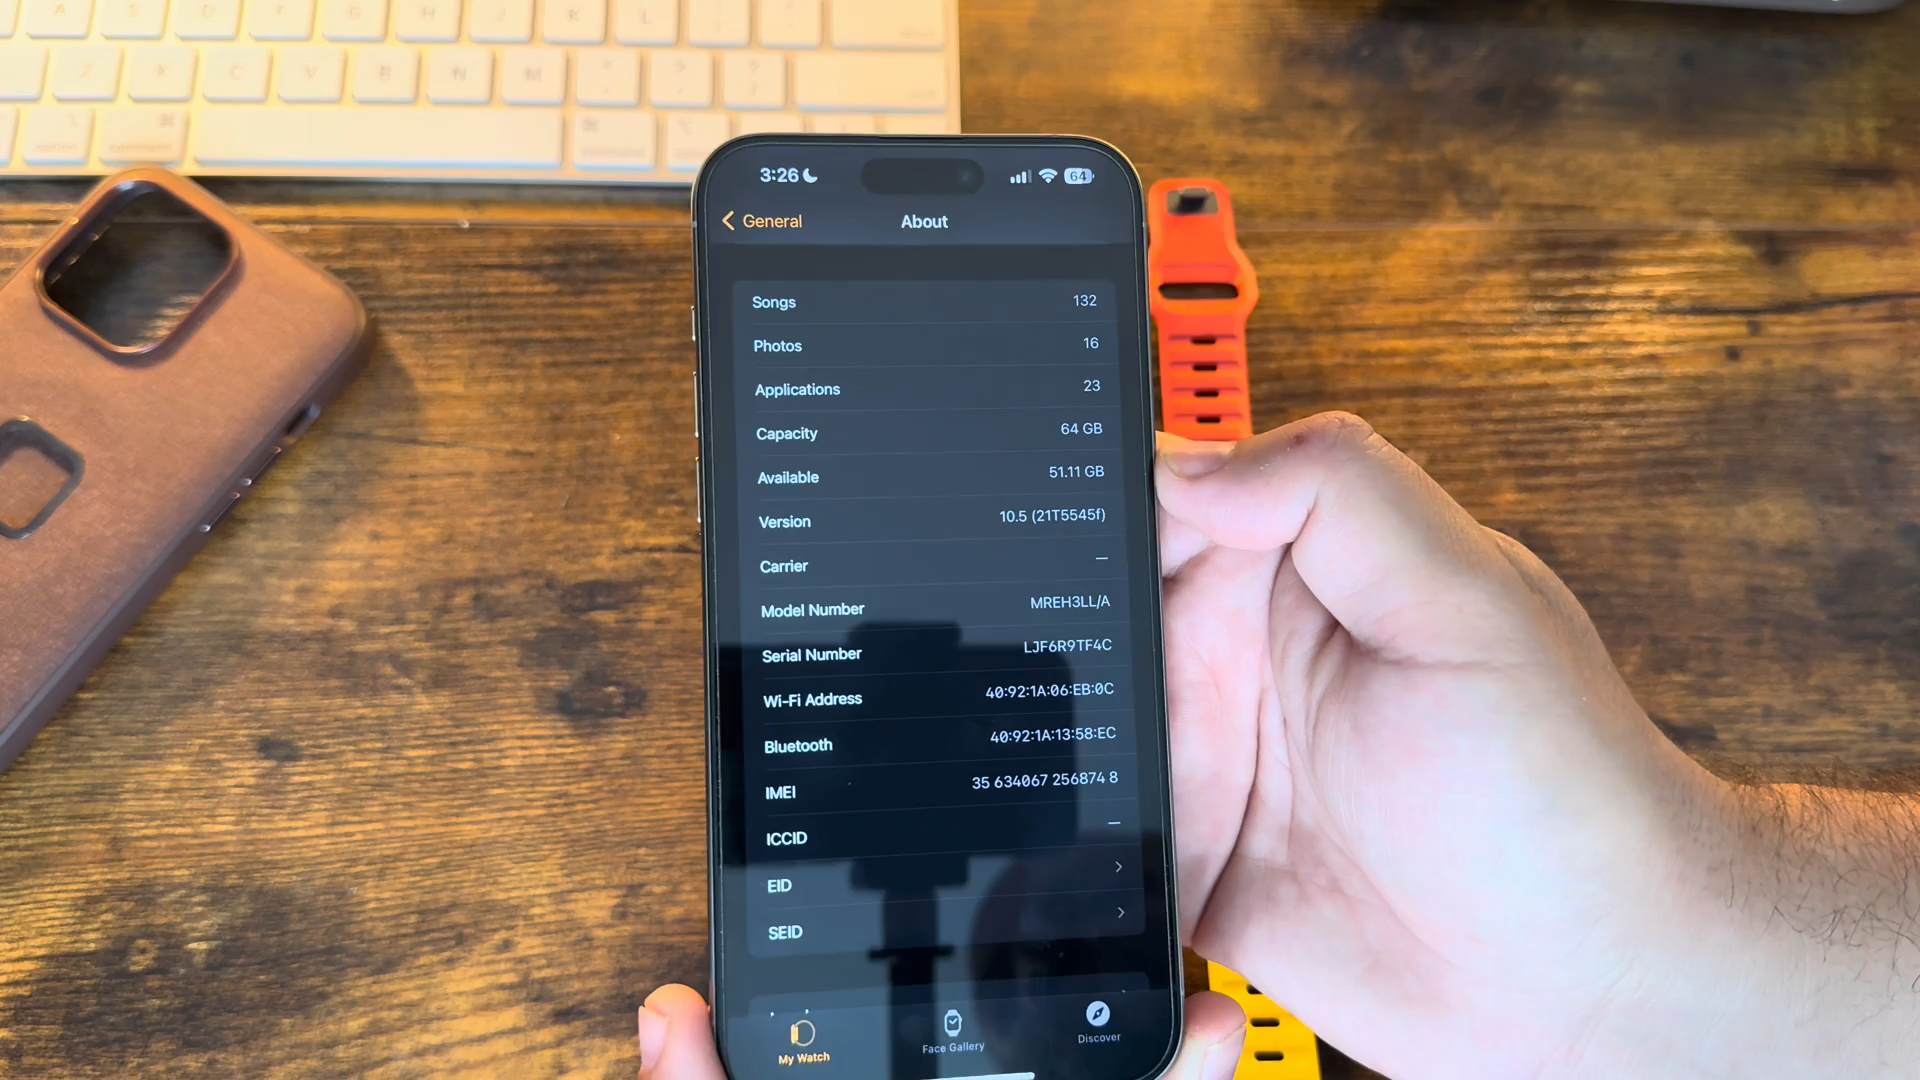 A S D F G H J K L
Z X C V B N M
option command ⌘ ⌘ ⌥
3:26 64
General About
Songs 132
Photos 16
Applications 23
Capacity 64 GB
Available 51.11 GB
Version 10.5 (21T5545f)
Carrier —
Model Number MREH3LL/A
Serial Number LJF6R9TF4C
Wi-Fi Address 40:92:1A:06:EB:0C
Bluetooth 40:92:1A:13:58:EC
IMEI 35 634067 256874 8
ICCID —
EID
SEID
My Watch Face Gallery Discover